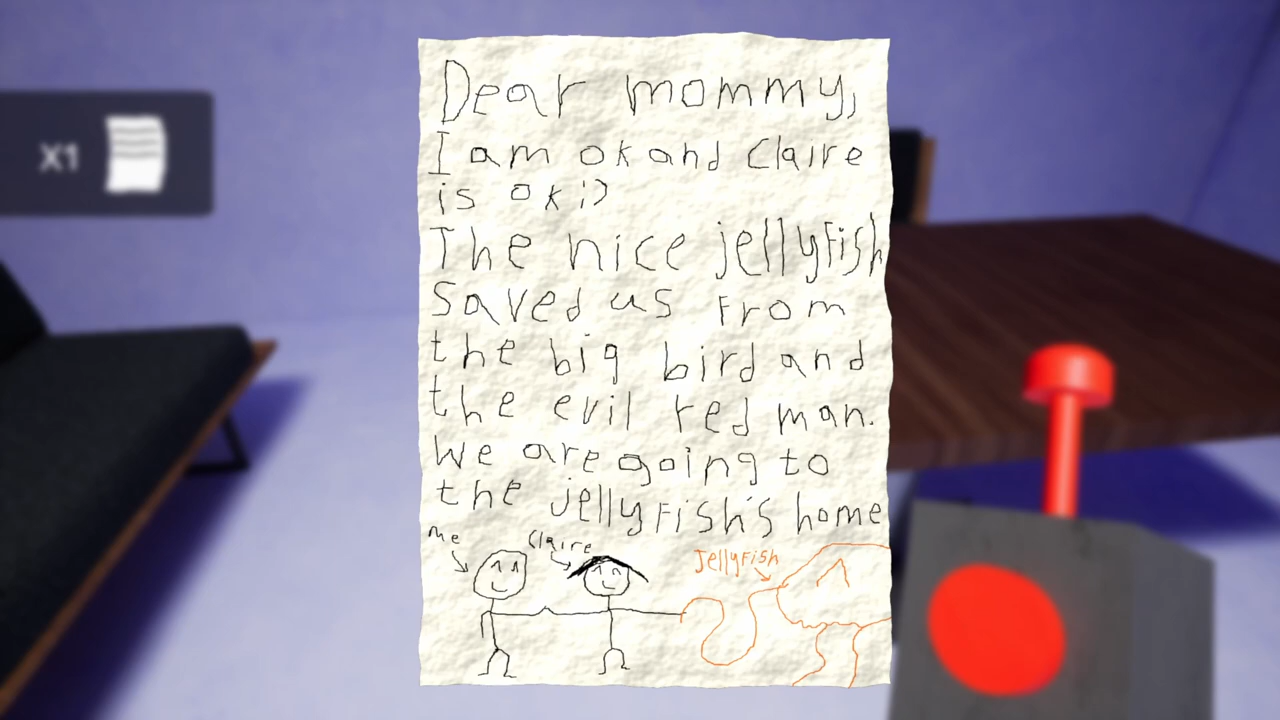 X1
Dear mommy,
I am ok and Claire
is ok :)
The nice jellyfish
saved us from
the big bird and
the evil red man.
We are going to
the jellyfish's home
me
Claire
Jellyfish